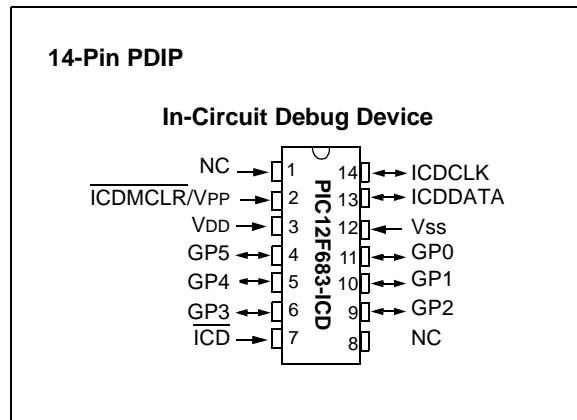 14-Pin PDIP
In-Circuit Debug Device
NC 1 14 ICDCLK
ICDMCLR/VPP 2 13 ICDDATA
VDD 3 12 Vss
GP5 4 11 GP0
GP4 5 10 GP1
GP3 6 9 GP2
ICD 7 8 NC
PIC12F683-ICD